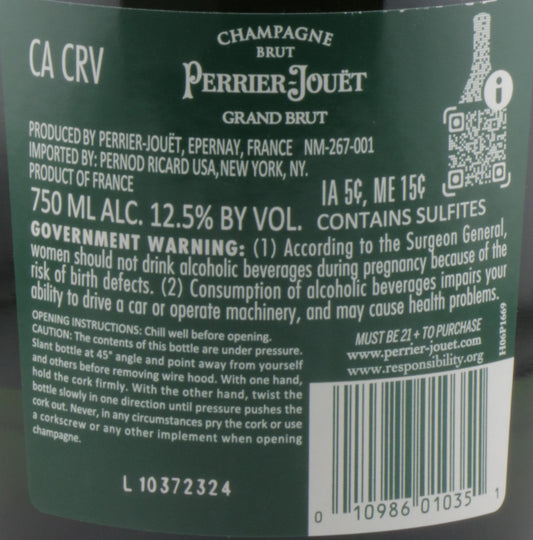 CHAMPAGNE
BRUT
CA CRV
PERRIER-JOUËT
GRAND BRUT
i
PRODUCED BY PERRIER-JOUËT, EPERNAY, FRANCE NM-267-001
IMPORTED BY: PERNOD RICARD USA, NEW YORK, NY.
PRODUCT OF FRANCE
IA 5¢, ME 15¢
750 ML ALC. 12.5% BY VOL. CONTAINS SULFITES
GOVERNMENT WARNING: (1) According to the Surgeon General,
women should not drink alcoholic beverages during pregnancy because of the
risk of birth defects. (2) Consumption of alcoholic beverages impairs your
ability to drive a car or operate machinery, and may cause health problems.
OPENING INSTRUCTIONS: Chill well before opening.
CAUTION: The contents of this bottle are under pressure.
Slant bottle at 45° angle and point away from yourself
and others before removing wire hood. With one hand,
hold the cork firmly. With the other hand, twist the
bottle slowly in one direction until pressure pushes the
cork out. Never, in any circumstances pry the cork or use
a corkscrew or any other implement when opening
champagne.
MUST BE 21 + TO PURCHASE
www.perrier-jouet.com
www.responsibility.org
H06P1669
L 10372324
0 10986 01035 1